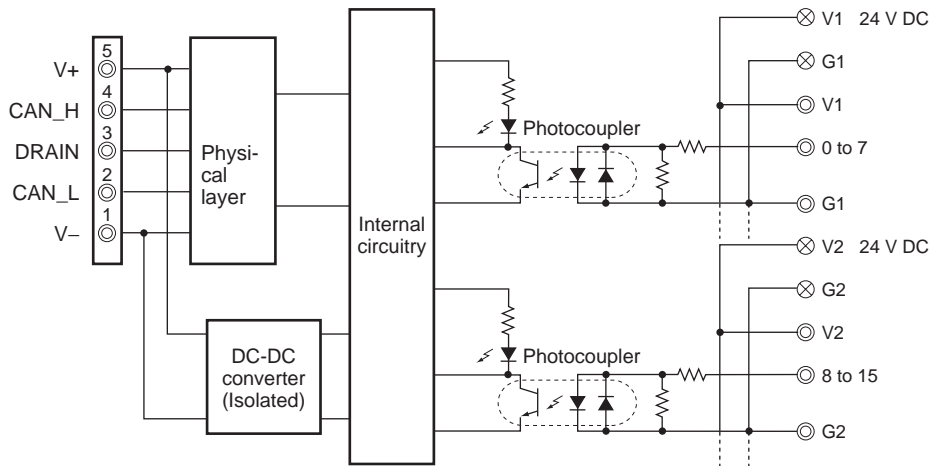 5
V+
4
CAN_H
3
DRAIN
2
CAN_L
1
V–
Physi-
cal
layer
DC-DC
converter
(Isolated)
Internal
circuitry
Photocoupler
V1 24 V DC
G1
V1
0 to 7
G1
Photocoupler
V2 24 V DC
G2
V2
8 to 15
G2